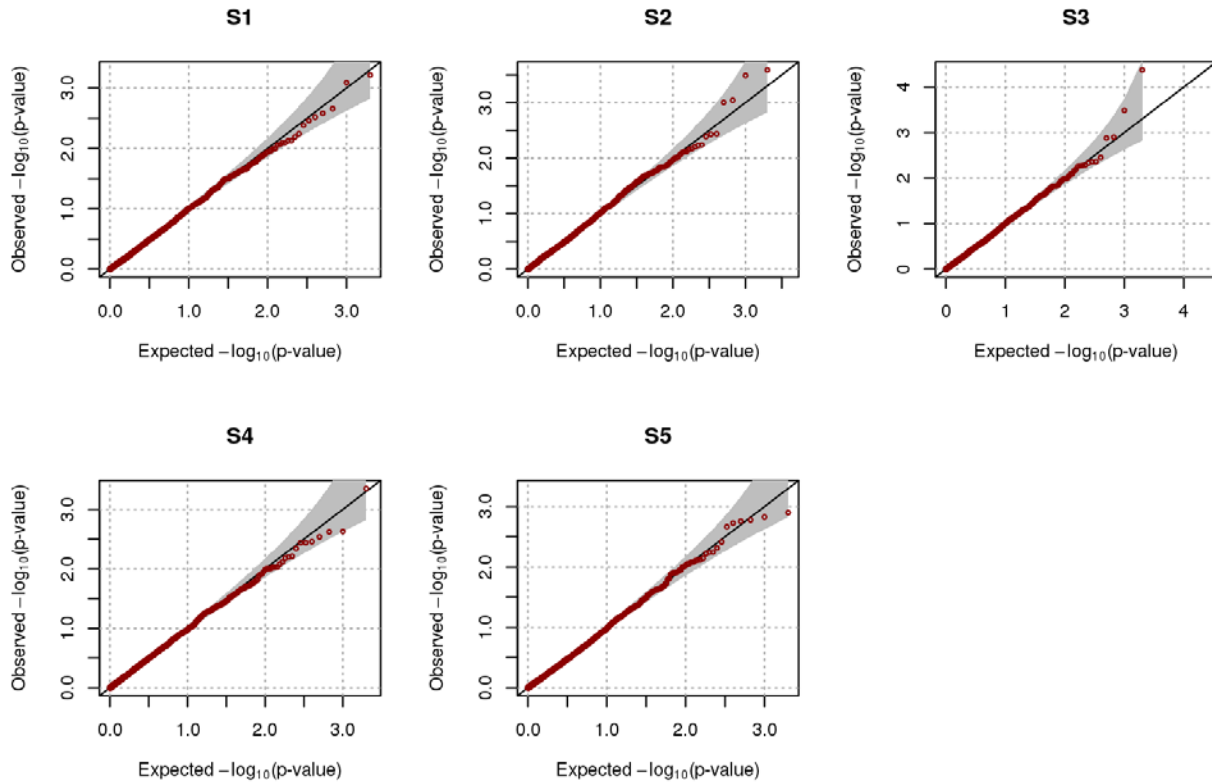 S1
Observed −log10(p-value)
3.0
2.0
1.0
0.0
0.0 1.0 2.0 3.0
Expected −log10(p-value)
S2
Observed −log10(p-value)
3.0
2.0
1.0
0.0
0.0 1.0 2.0 3.0
Expected −log10(p-value)
S3
Observed −log10(p-value)
4
3
2
1
0
0 1 2 3 4
Expected −log10(p-value)
S4
Observed −log10(p-value)
3.0
2.0
1.0
0.0
0.0 1.0 2.0 3.0
Expected −log10(p-value)
S5
Observed −log10(p-value)
3.0
2.0
1.0
0.0
0.0 1.0 2.0 3.0
Expected −log10(p-value)